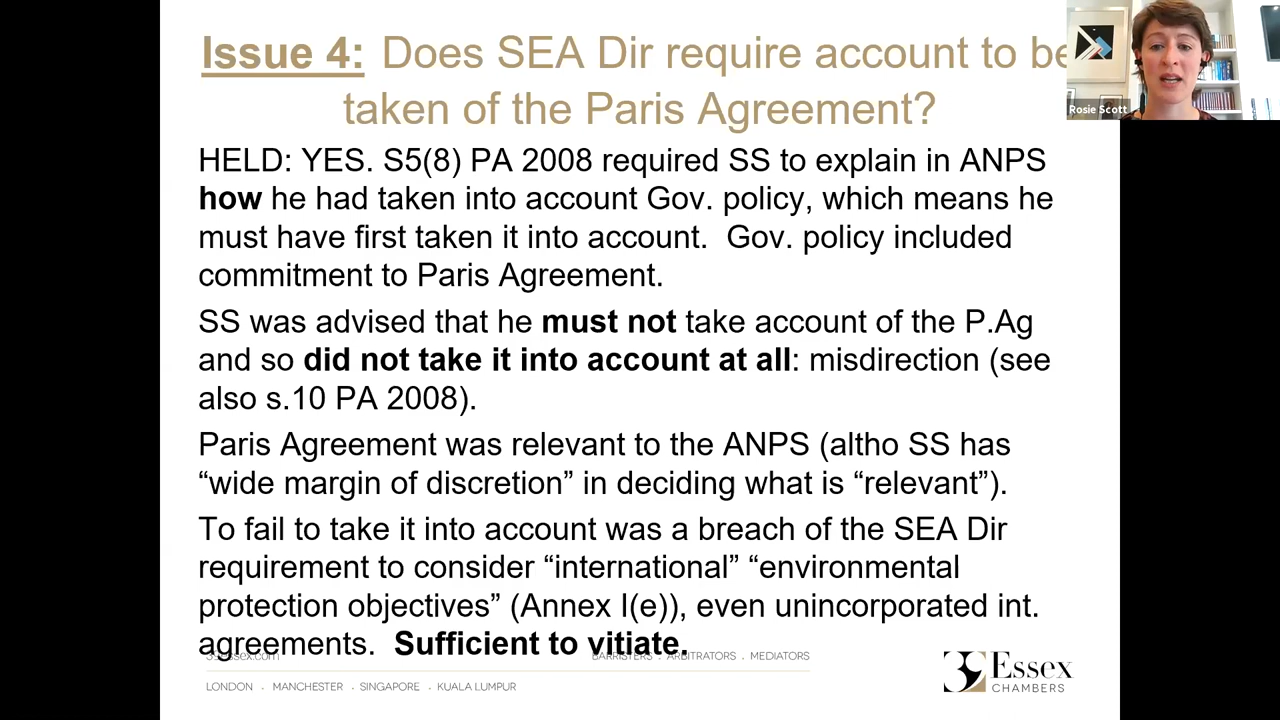 Issue 4: Does SEA Dir require account to be
taken of the Paris Agreement?
Rosie Scott
HELD: YES. S5(8) PA 2008 required SS to explain in ANPS
how he had taken into account Gov. policy, which means he
must have first taken it into account. Gov. policy included
commitment to Paris Agreement.
SS was advised that he must not take account of the P.Ag
and so did not take it into account at all: misdirection (see
also s.10 PA 2008).
Paris Agreement was relevant to the ANPS (altho SS has
“wide margin of discretion” in deciding what is “relevant”).
To fail to take it into account was a breach of the SEA Dir
requirement to consider “international” “environmental
protection objectives” (Annex I(e)), even unincorporated int.
agreements. Sufficient to vitiate.
39essex.com BARRISTERS . ARBITRATORS . MEDIATORS
LONDON . MANCHESTER . SINGAPORE . KUALA LUMPUR
39 Essex
CHAMBERS